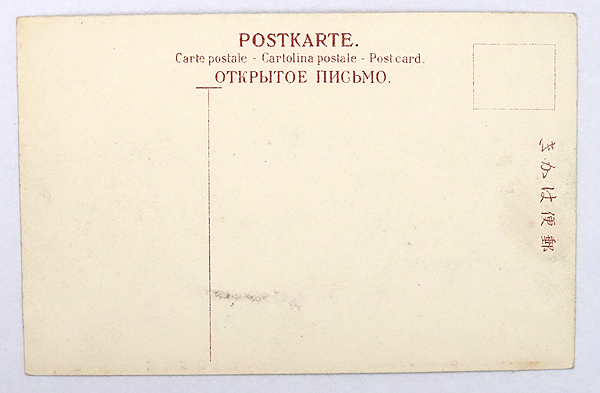 POSTKARTE.
Carte postale - Cartolina postale - Post card.
ОТКРЫТОЕ ПИСЬМО.
郵便はかき